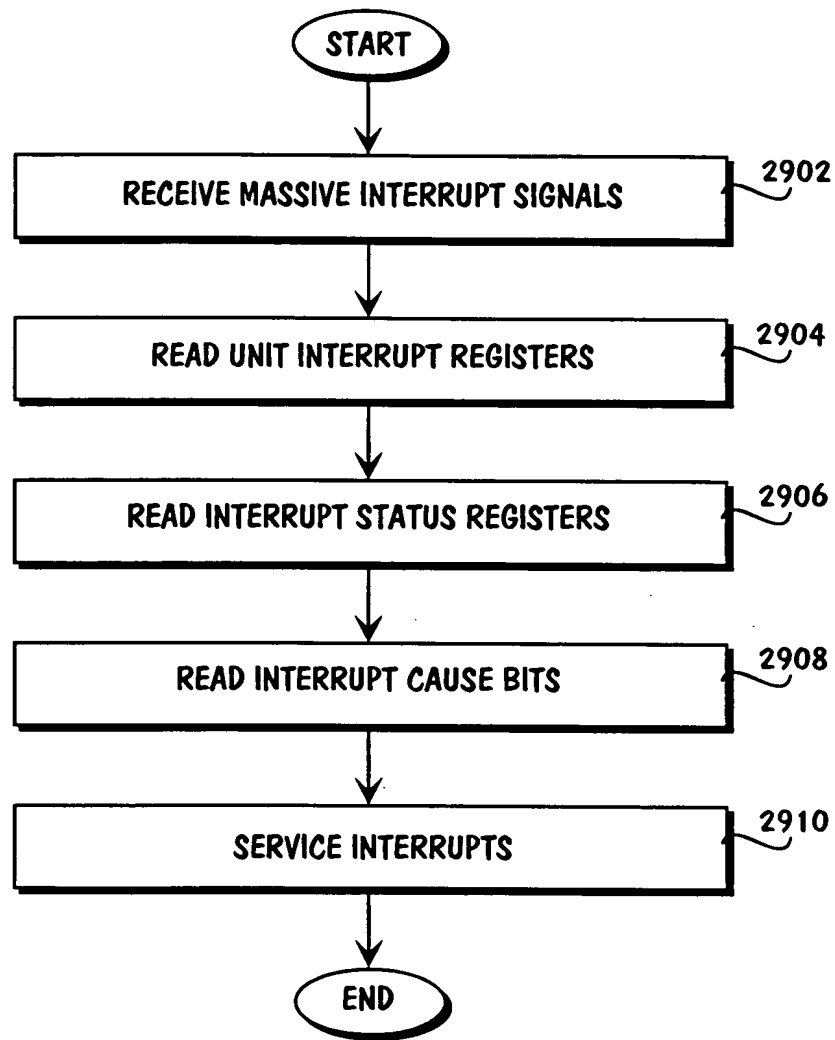 START
RECEIVE MASSIVE INTERRUPT SIGNALS
2902
READ UNIT INTERRUPT REGISTERS
2904
READ INTERRUPT STATUS REGISTERS
2906
READ INTERRUPT CAUSE BITS
2908
SERVICE INTERRUPTS
2910
END